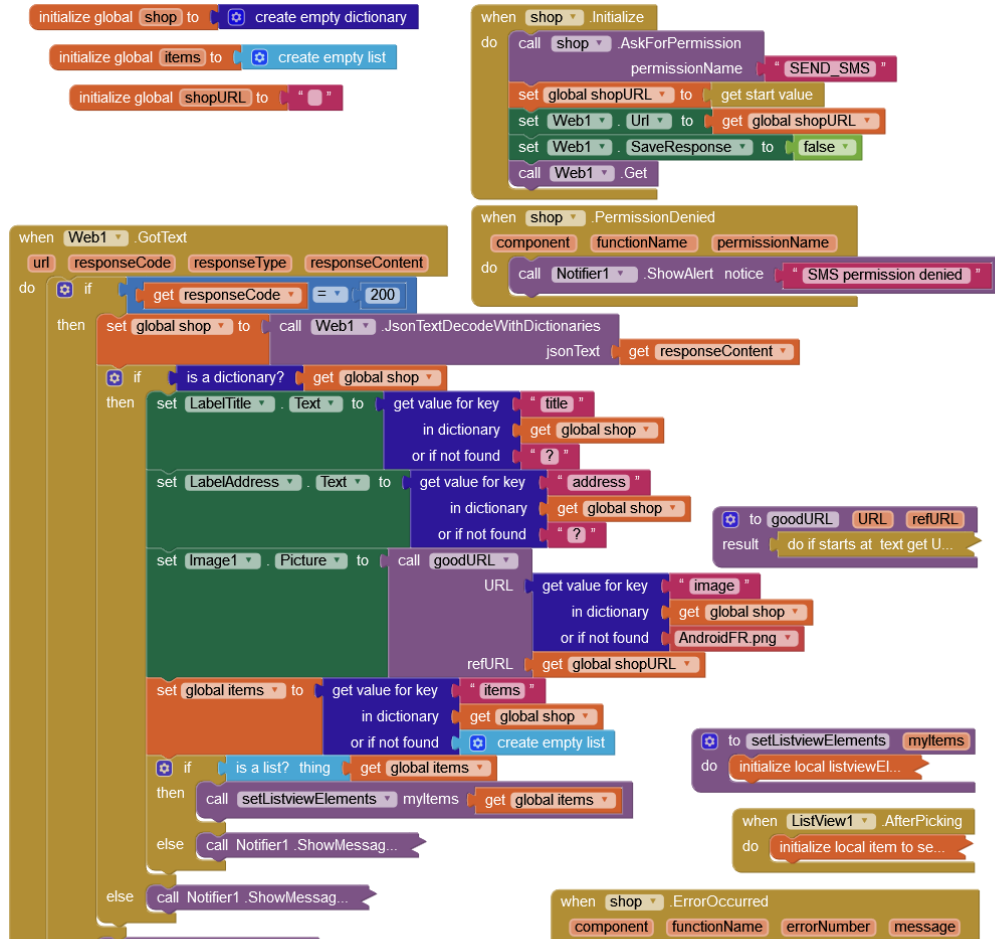 initialize global shop to create empty dictionary
initialize global items to create empty list
initialize global shopURL to “ ”
when shop .Initialize
do call shop .AskForPermission
permissionName “ SEND_SMS ”
set global shopURL to get start value
set Web1 . Url to get global shopURL
set Web1 . SaveResponse to false
call Web1 .Get
when shop .PermissionDenied
component functionName permissionName
do call Notifier1 .ShowAlert notice “ SMS permission denied ”
when Web1 .GotText
url responseCode responseType responseContent
do if get responseCode = 200
then set global shop to call Web1 .JsonTextDecodeWithDictionaries
jsonText get responseContent
if is a dictionary? get global shop
then set LabelTitle . Text to get value for key “ title ”
in dictionary get global shop
or if not found “ ? ”
set LabelAddress . Text to get value for key “ address ”
in dictionary get global shop
or if not found “ ? ”
set Image1 . Picture to call goodURL
URL get value for key “ image ”
in dictionary get global shop
or if not found AndroidFR.png
refURL get global shopURL
set global items to get value for key “ items ”
in dictionary get global shop
or if not found create empty list
if is a list? thing get global items
then call setListviewElements myItems get global items
else call Notifier1 .ShowMessag...
else call Notifier1 .ShowMessag...
to goodURL URL refURL
result do if starts at text get U...
to setListviewElements myItems
do initialize local listviewEl...
when ListView1 .AfterPicking
do initialize local item to se...
when shop .ErrorOccurred
component functionName errorNumber message